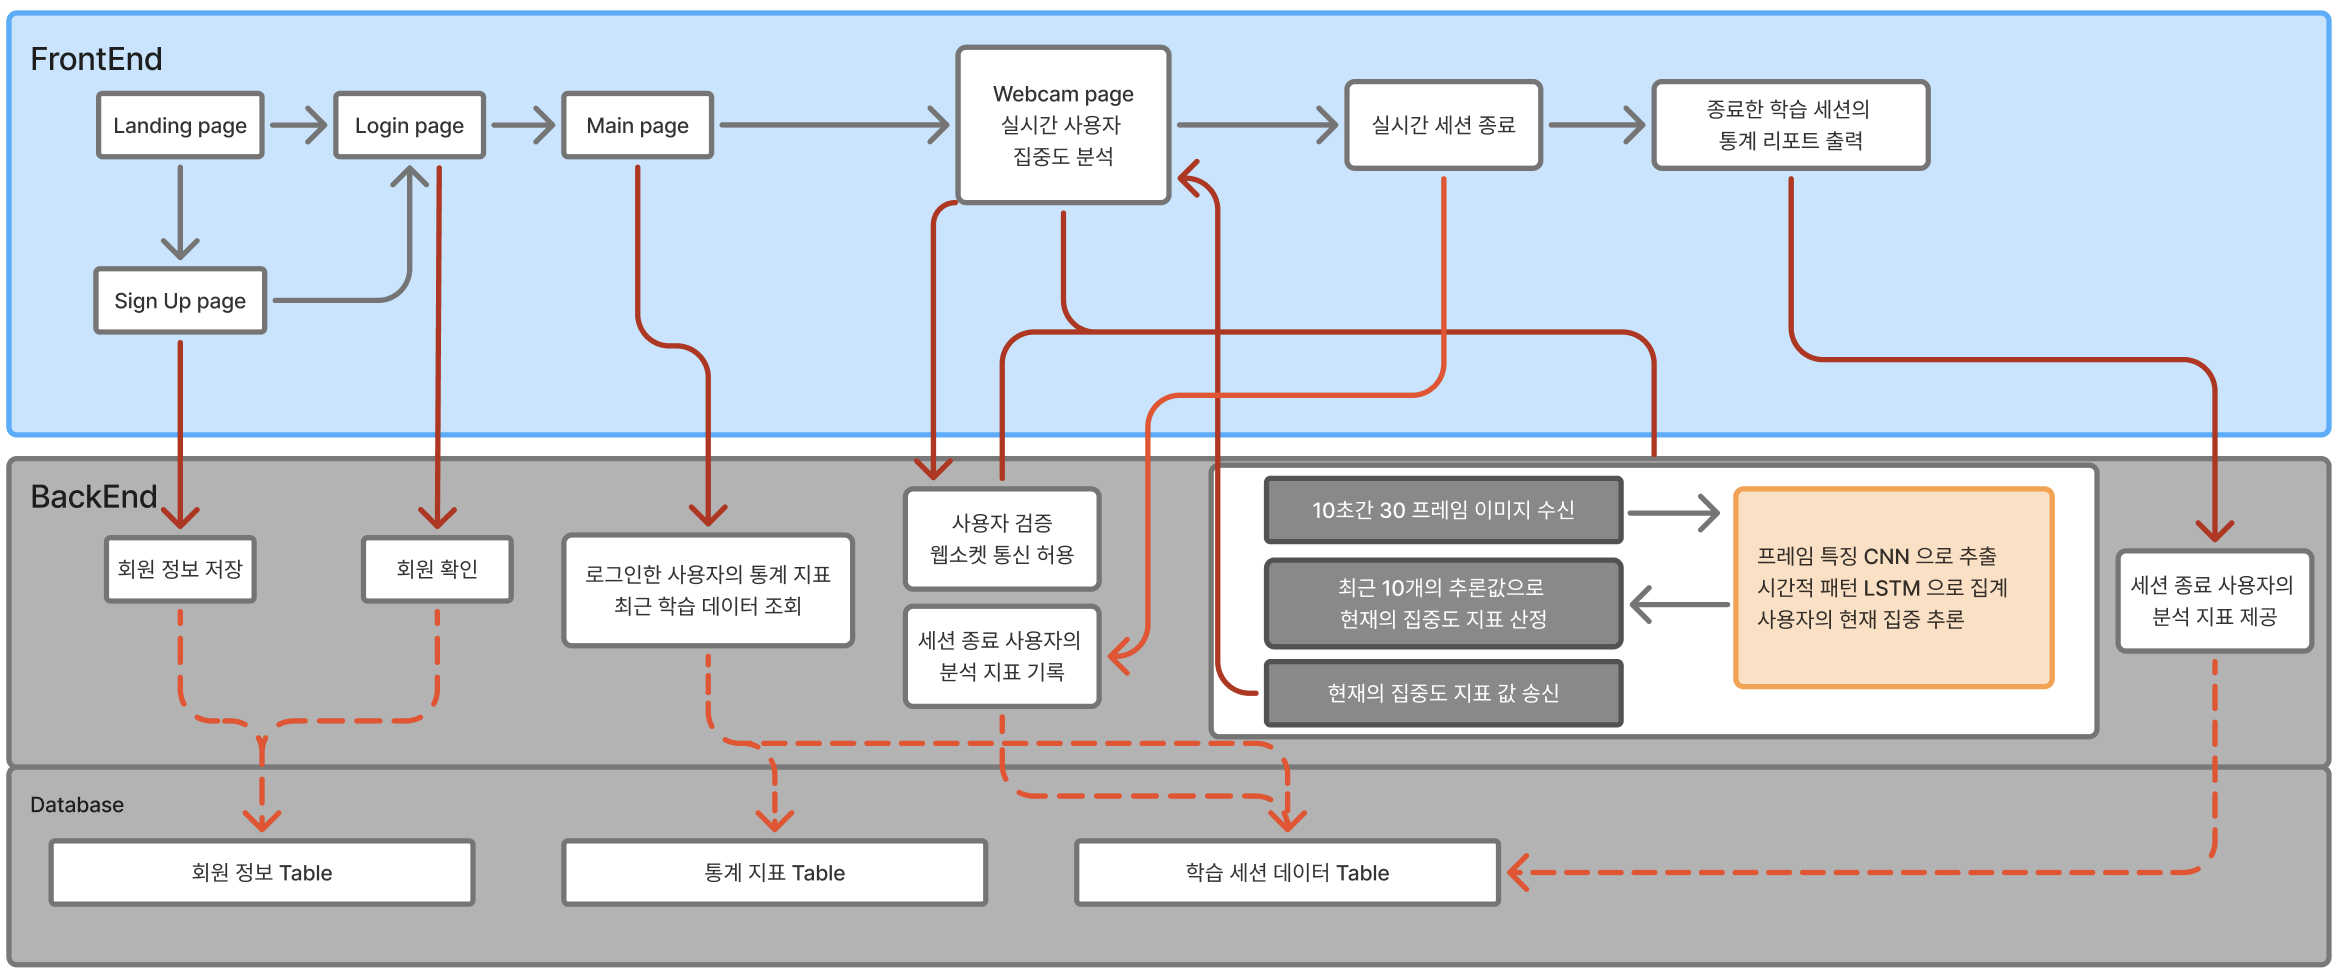 FrontEnd
Landing page
Login page
Main page
Webcam page
실시간 사용자
집중도 분석
실시간 세션 종료
종료한 학습 세션의
통계 리포트 출력
Sign Up page
BackEnd
회원 정보 저장
회원 확인
로그인한 사용자의 통계 지표
최근 학습 데이터 조회
사용자 검증
웹소켓 통신 허용
세션 종료 사용자의
분석 지표 기록
10초간 30 프레임 이미지 수신
최근 10개의 추론값으로
현재의 집중도 지표 산정
현재의 집중도 지표 값 송신
프레임 특징 CNN 으로 추출
시간적 패턴 LSTM 으로 집계
사용자의 현재 집중 추론
세션 종료 사용자의
분석 지표 제공
Database
회원 정보 Table
통계 지표 Table
학습 세션 데이터 Table